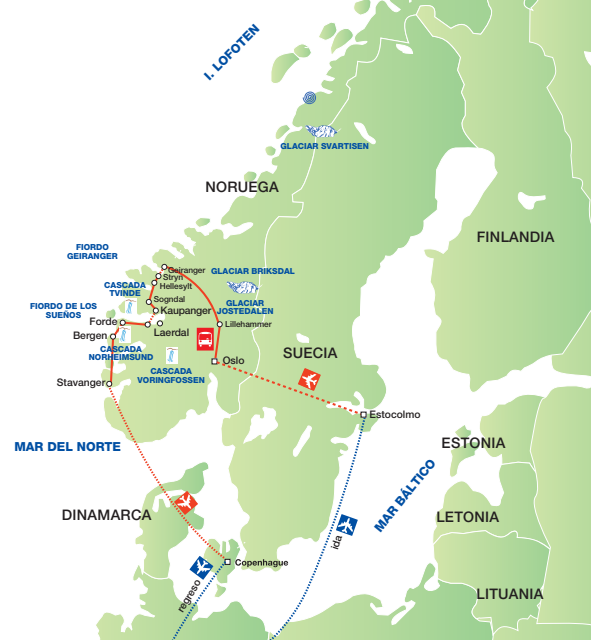 I. LOFOTEN
GLACIAR SVARTISEN
NORUEGA
FINLANDIA
FIORDO
GEIRANGER
Geiranger
GLACIAR BRIKSDAL
Stryn
Hellesylt
CASCADA
TVINDE
Sogndal
GLACIAR
JOSTEDALEN
FIORDO DE LOS
SUEÑOS
Kaupanger
Forde
Laerdal
Lillehammer
Bergen
CASCADA
NORHEIMSUND
CASCADA
VORINGFOSSEN
Oslo
SUECIA
Stavanger
Estocolmo
MAR DEL NORTE
ESTONIA
MAR BÁLTICO
DINAMARCA
LETONIA
ida
Copenhague
regreso
LITUANIA